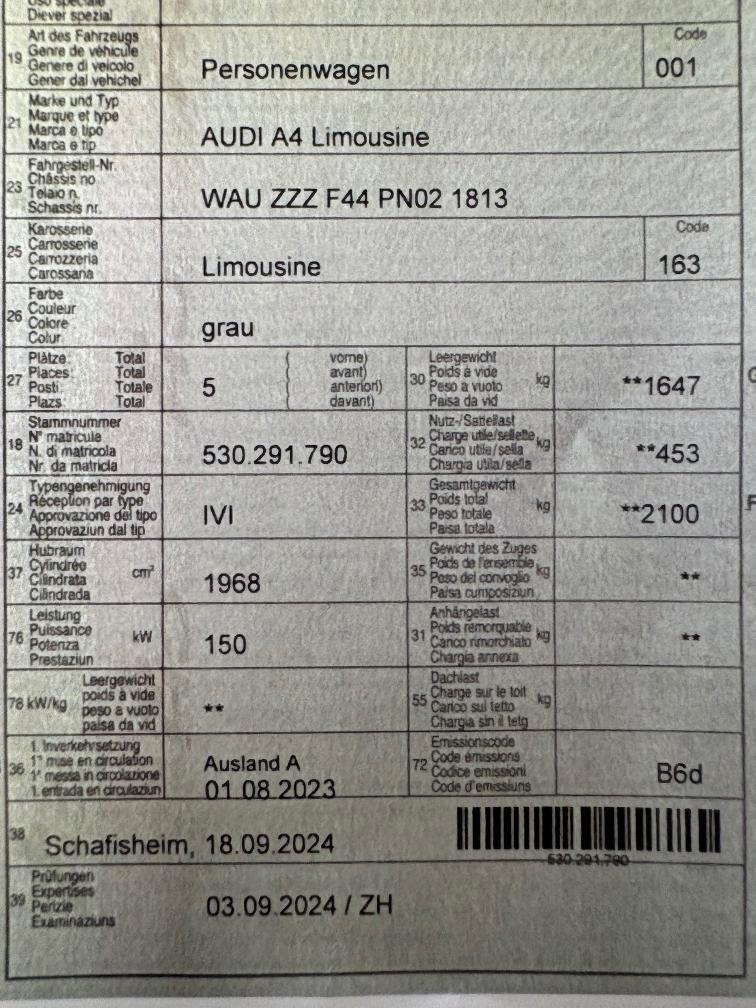 Diever spezial
19 Art des Fahrzeugs
Genre de véhicule
Genere di veicolo
Gener dal vehichel
Personenwagen
Code
001
21 Marke und Typ
Marque et type
Marca e tipo
Marca e tip
AUDI A4 Limousine
23 Fahrgestell-Nr.
Châssis no
Telaio n.
Schassis nr.
WAU ZZZ F44 PN02 1813
25 Karosserie
Carrosserie
Carrozzeria
Carossaria
Limousine
Code
163
26 Farbe
Couleur
Colore
Colur
grau
27 Plätze: Total
Places: Total
Posti: Totale
Plazs: Total
5
( vorne)
( avant)
( anteriori)
( davant)
30 Leergewicht
Poids à vide
Peso a vuoto
Paisa da vid
kg
**1647
18 Stammnummer
N° matricule
N. di matricola
Nr. da matricla
530.291.790
32 Nutz-/Sattellast
Charge utile/sellette
Carico utile/sella
Chargia utila/sella
kg
**453
24 Typengenehmigung
Réception par type
Approvazione del tipo
Approvaziun dal tip
IVI
33 Gesamtgewicht
Poids total
Peso totale
Paisa totala
kg
**2100
37 Hubraum
Cylindrée
Cilindrata
Cilindrada
cm³
1968
35 Gewicht des Zuges
Poids de l'ensemble
Peso del convoglio
Paisa cumposiziun
kg
**
76 Leistung
Puissance
Potenza
Prestaziun
kW
150
31 Anhängelast
Poids remorquable
Carico rimorchiato
Chargia annexa
kg
**
78 kW/kg
Leergewicht
poids à vide
peso a vuoto
paisa da vid
**
55 Dachlast
Charge sur le toit
Carico sul tetto
Chargia sin il tetg
kg
36 1. Inverkehrsetzung
1re mise en circulation
1a messa in circolazione
1. entrada en circulaziun
Ausland A
01.08.2023
72 Emissionscode
Code émissions
Codice emissioni
Code d'emissiuns
B6d
38 Schafisheim, 18.09.2024
530.291.790
39 Prüfungen
Expertises
Perizie
Examinaziuns
03.09.2024 / ZH